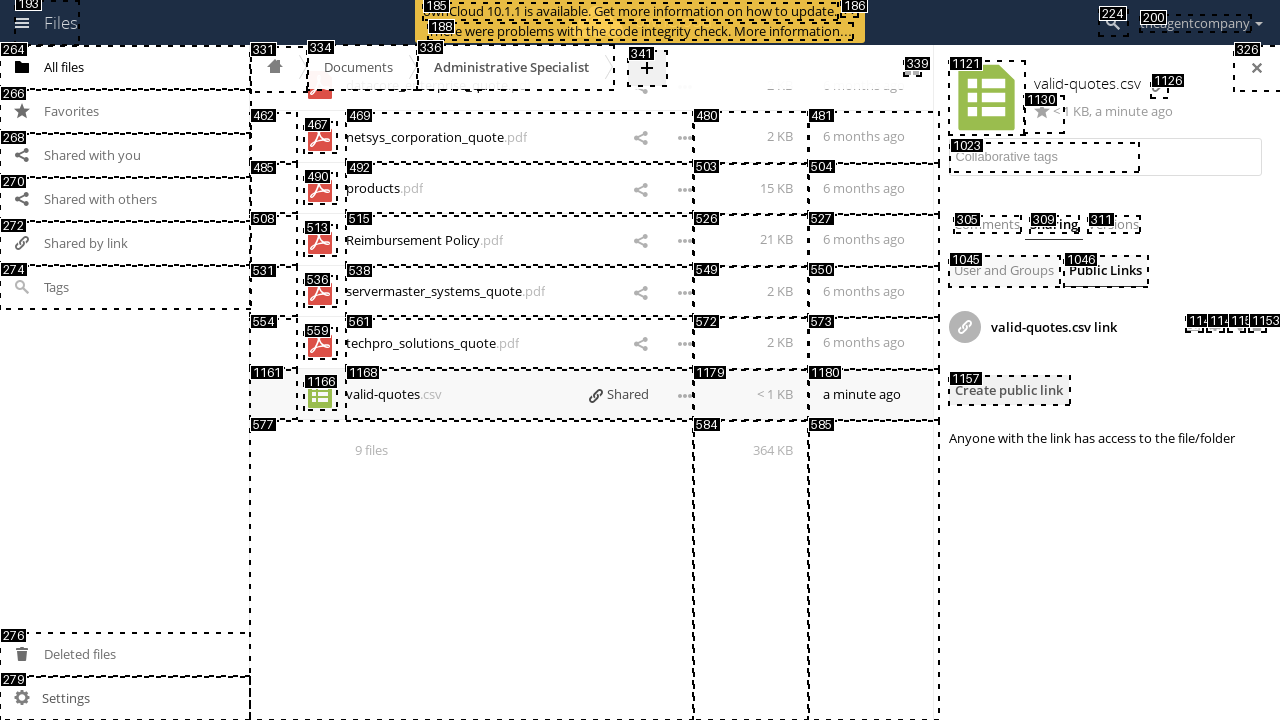 Files
Cloud 10.1.1 is available. Get more information on how to update.
e were problems with the code integrity check. More information…
agentcompany
193
185
186
188
224
200
264
All files
266
Favorites
268
Shared with you
270
Shared with others
272
Shared by link
274
Tags
276
Deleted files
279
Settings
331
334
Documents
336
Administrative Specialist
341
+
339
326
462
467
469
netsys_corporation_quote.pdf
480
2 KB
481
6 months ago
485
490
492
products.pdf
503
15 KB
504
6 months ago
508
513
515
Reimbursement Policy.pdf
526
21 KB
527
6 months ago
531
536
538
servermaster_systems_quote.pdf
549
2 KB
550
6 months ago
554
559
561
techpro_solutions_quote.pdf
572
2 KB
573
6 months ago
1161
1166
1168
valid-quotes.csv
Shared
1179
< 1 KB
1180
a minute ago
577
9 files
584
364 KB
585
1121
valid-quotes.csv
1126
1130
1 KB, a minute ago
1023
Collaborative tags
305
309
311
1045
User and Groups
1046
Public Links
valid-quotes.csv link
1153
1157
Create public link
Anyone with the link has access to the file/folder